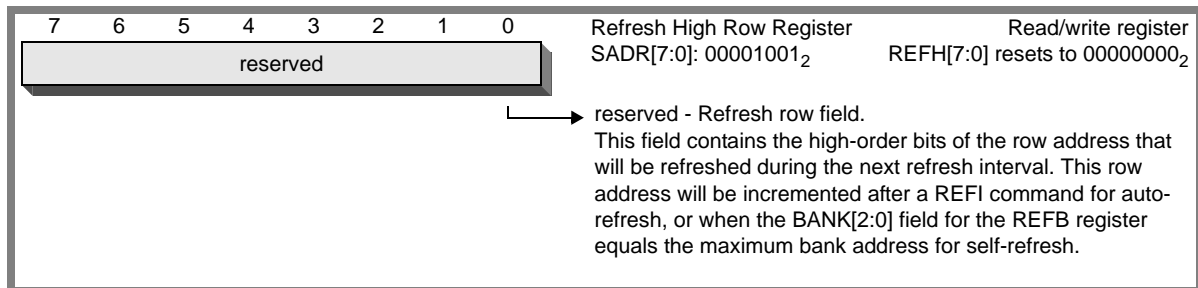 7 6 5 4 3 2 1 0
reserved
Refresh High Row Register
Read/write register
SADR[7:0]: 00001001₂
REFH[7:0] resets to 00000000₂
reserved - Refresh row field.
This field contains the high-order bits of the row address that
will be refreshed during the next refresh interval. This row
address will be incremented after a REFI command for auto-
refresh, or when the BANK[2:0] field for the REFB register
equals the maximum bank address for self-refresh.